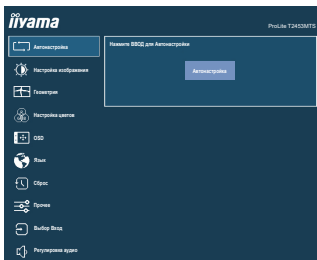 iiyama
ProLite T2453MTS
Автонастройка
Нажмите ВВОД для Автонастройки
Автонастройка
Настройка изображения
Геометрия
Настройка цветов
OSD
Язык
Сброс
Прочее
Выбор Вход
Регулировка аудио